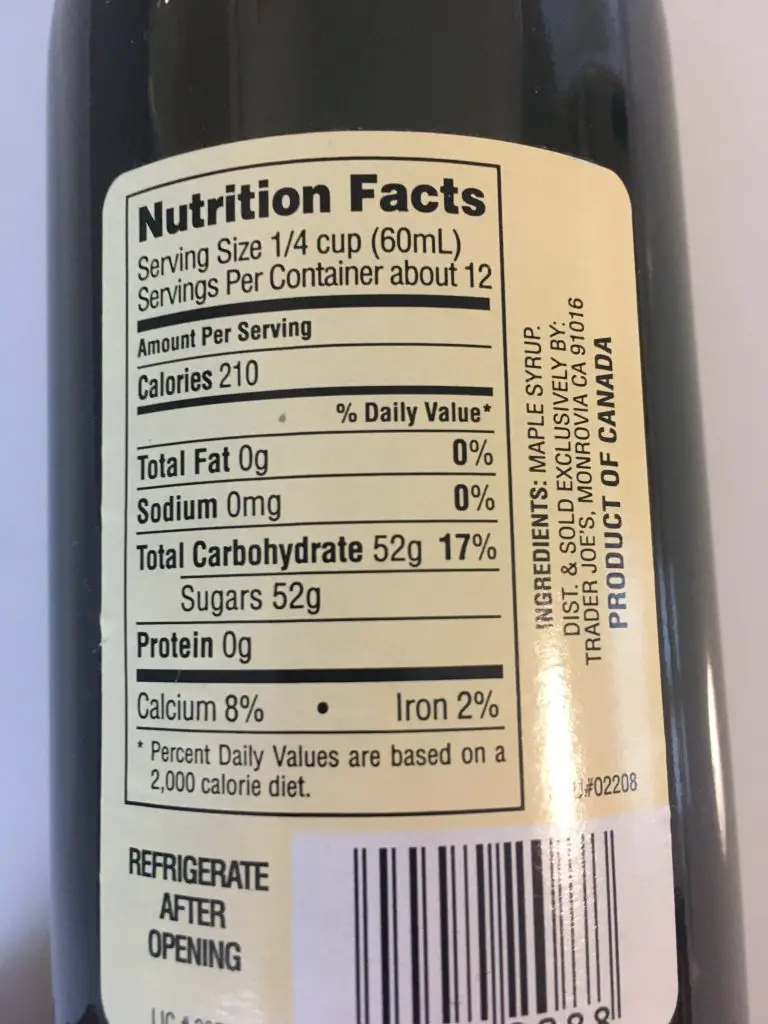 Nutrition Facts
Serving Size 1/4 cup (60mL)
Servings Per Container about 12
Amount Per Serving
Calories 210
% Daily Value*
Total Fat 0g 0%
Sodium 0mg 0%
Total Carbohydrate 52g 17%
Sugars 52g
Protein 0g
Calcium 8% • Iron 2%
* Percent Daily Values are based on a
2,000 calorie diet.
INGREDIENTS: MAPLE SYRUP.
DIST. & SOLD EXCLUSIVELY BY:
TRADER JOE'S, MONROVIA CA 91016
PRODUCT OF CANADA
#02208
REFRIGERATE
AFTER
OPENING